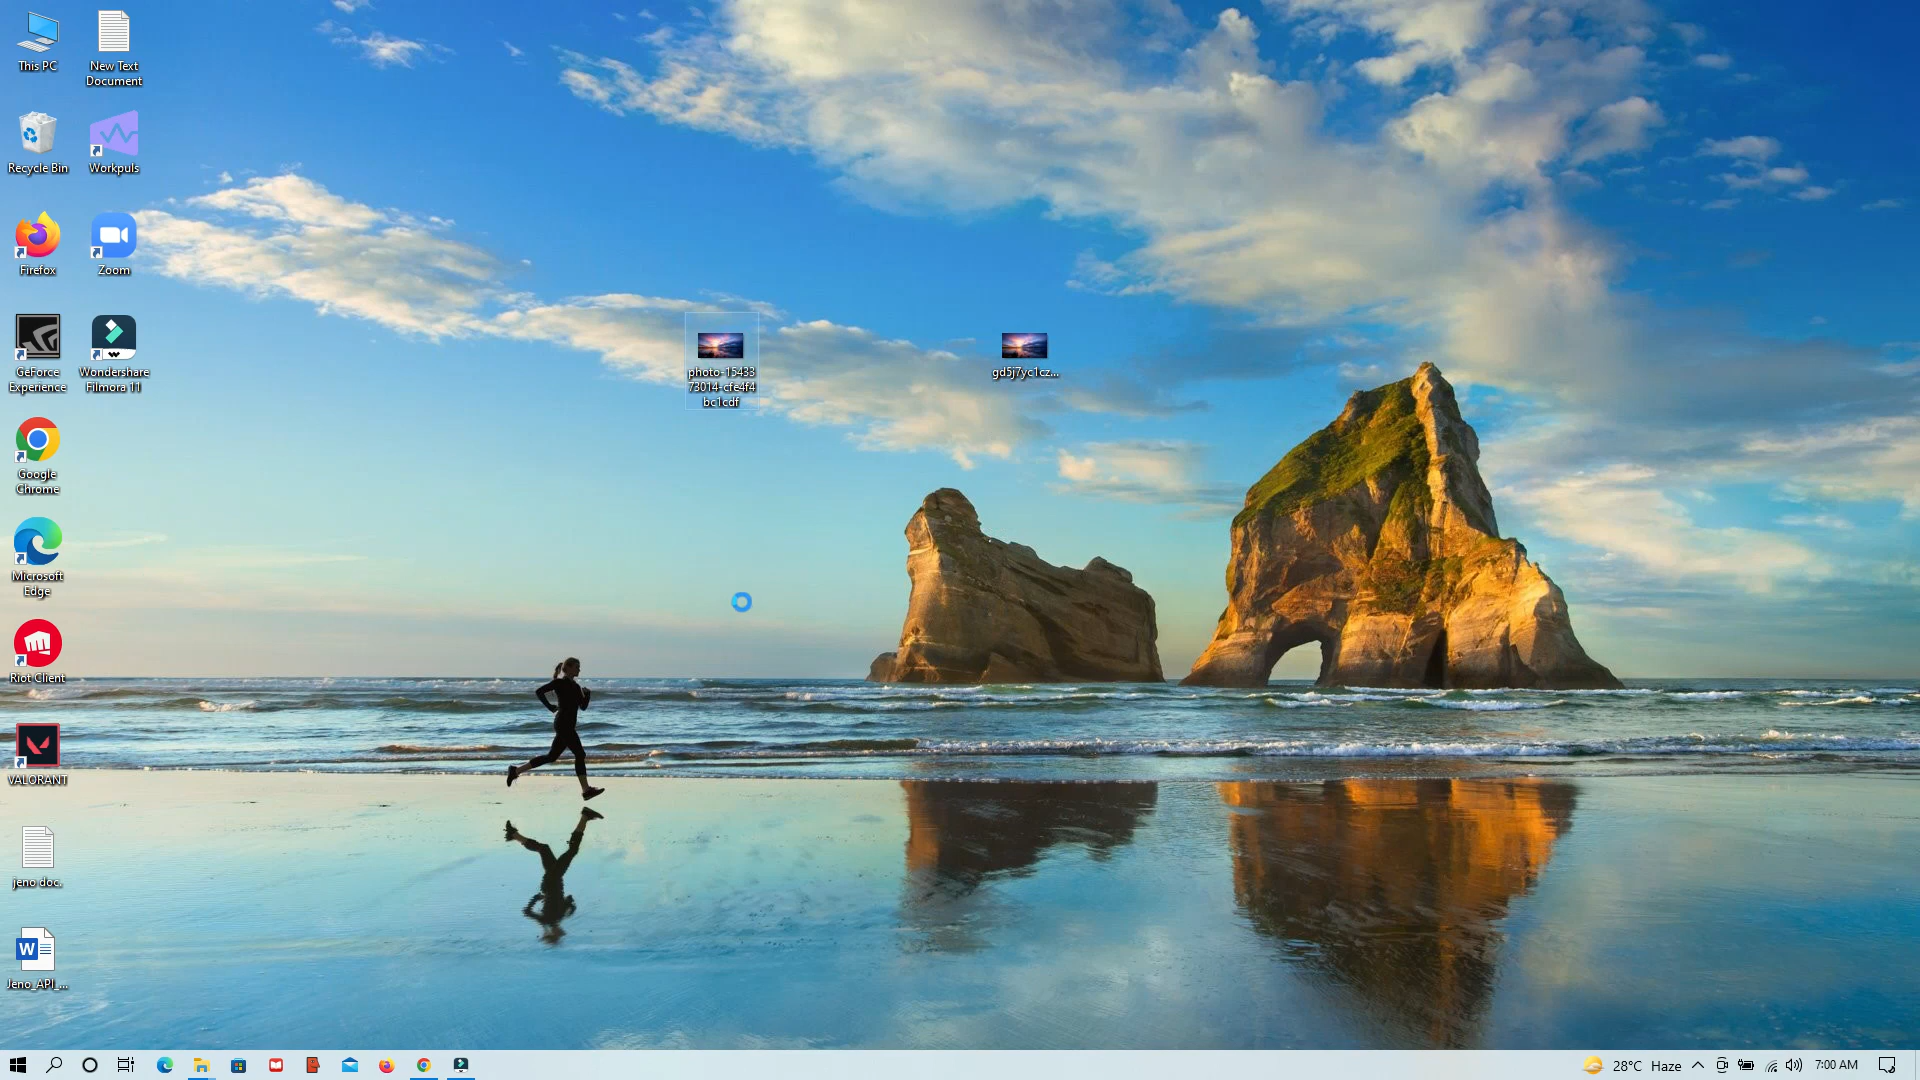 This PC
New Text
Document
Recycle Bin
Workpuls
Firefox
Zoom
GeForce
Experience
Wondershare
Filmora 11
photo-15433
73014-cfe4f4
bc1cdf
gd5j7yc1cz...
Google
Chrome
Microsoft
Edge
Riot Client
VALORANT
jeno doc.
W
Jeno_API_...
28°C Haze
7:00 AM